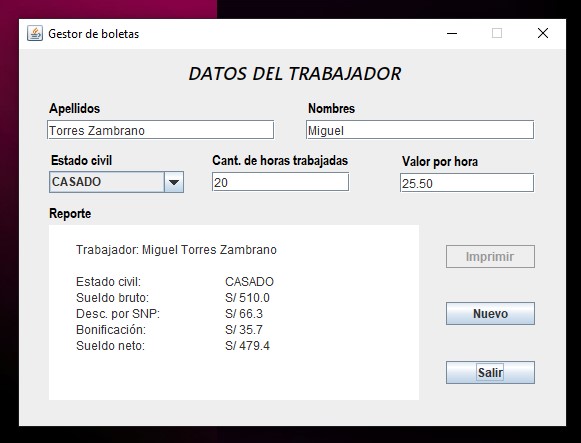 Gestor de boletas
DATOS DEL TRABAJADOR
Apellidos Nombres
Torres Zambrano Miguel
Estado civil Cant. de horas trabajadas Valor por hora
CASADO 20 25.50
Reporte
Trabajador: Miguel Torres Zambrano
Imprimir
Estado civil: CASADO
Sueldo bruto: S/ 510.0
Desc. por SNP: S/ 66.3 Nuevo
Bonificación: S/ 35.7
Sueldo neto: S/ 479.4
Salir